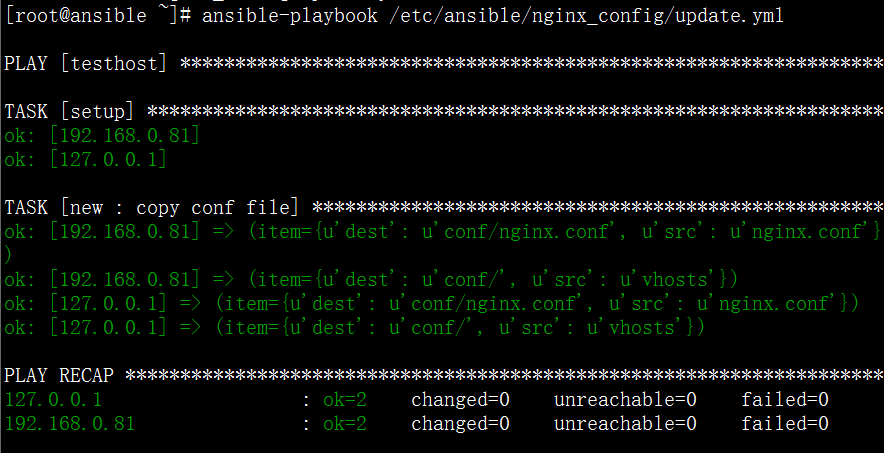 [root@ansible ~]# ansible-playbook /etc/ansible/nginx_config/update.yml
PLAY [testhost] ****************************************************************
TASK [setup] *******************************************************************
ok: [192.168.0.81]
ok: [127.0.0.1]
TASK [new : copy conf file] ****************************************************
ok: [192.168.0.81] => (item={u'dest': u'conf/nginx.conf', u'src': u'nginx.conf'}
)
ok: [192.168.0.81] => (item={u'dest': u'conf/', u'src': u'vhosts'})
ok: [127.0.0.1] => (item={u'dest': u'conf/nginx.conf', u'src': u'nginx.conf'})
ok: [127.0.0.1] => (item={u'dest': u'conf/', u'src': u'vhosts'})
PLAY RECAP *********************************************************************
127.0.0.1                  : ok=2    changed=0    unreachable=0    failed=0
192.168.0.81               : ok=2    changed=0    unreachable=0    failed=0